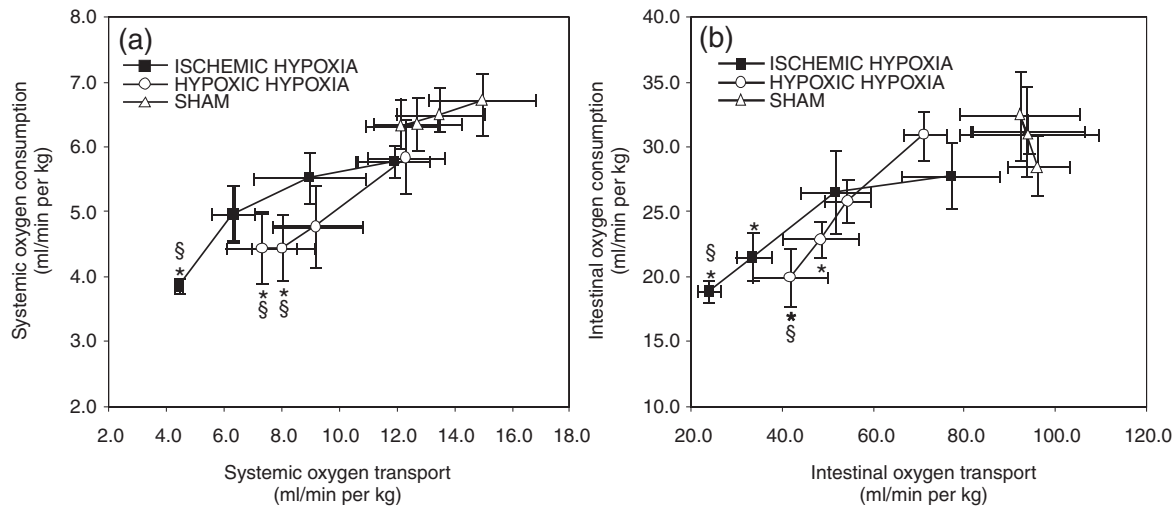 (a)
ISCHEMIC HYPOXIA
HYPOXIC HYPOXIA
SHAM
Systemic oxygen consumption
(ml/min per kg)
8.0
7.0
6.0
5.0
4.0
3.0
2.0
§
*
*
§
*
§
2.0 4.0 6.0 8.0 10.0 12.0 14.0 16.0 18.0
Systemic oxygen transport
(ml/min per kg)
(b)
ISCHEMIC HYPOXIA
HYPOXIC HYPOXIA
SHAM
Intestinal oxygen consumption
(ml/min per kg)
40.0
35.0
30.0
25.0
20.0
15.0
10.0
§
*
*
*
*
§
20.0 40.0 60.0 80.0 100.0 120.0
Intestinal oxygen transport
(ml/min per kg)